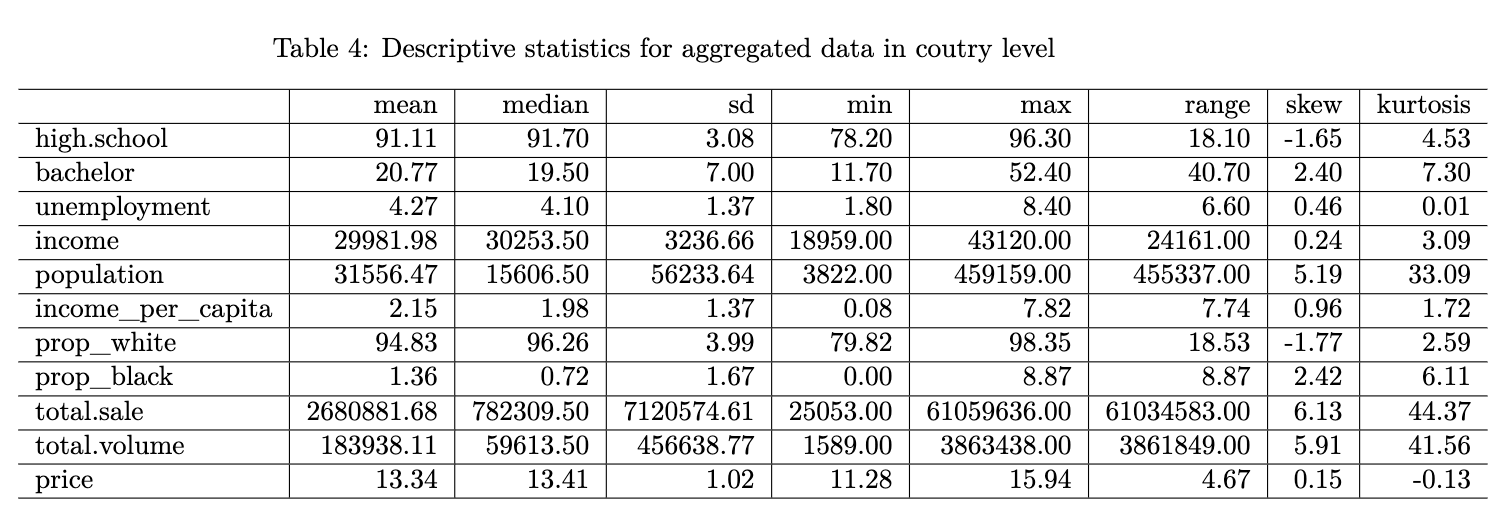 Table 4: Descriptive statistics for aggregated data in coutry level
mean median sd min max range skew kurtosis
high.school 91.11 91.70 3.08 78.20 96.30 18.10 -1.65 4.53
bachelor 20.77 19.50 7.00 11.70 52.40 40.70 2.40 7.30
unemployment 4.27 4.10 1.37 1.80 8.40 6.60 0.46 0.01
income 29981.98 30253.50 3236.66 18959.00 43120.00 24161.00 0.24 3.09
population 31556.47 15606.50 56233.64 3822.00 459159.00 455337.00 5.19 33.09
income_per_capita 2.15 1.98 1.37 0.08 7.82 7.74 0.96 1.72
prop_white 94.83 96.26 3.99 79.82 98.35 18.53 -1.77 2.59
prop_black 1.36 0.72 1.67 0.00 8.87 8.87 2.42 6.11
total.sale 2680881.68 782309.50 7120574.61 25053.00 61059636.00 61034583.00 6.13 44.37
total.volume 183938.11 59613.50 456638.77 1589.00 3863438.00 3861849.00 5.91 41.56
price 13.34 13.41 1.02 11.28 15.94 4.67 0.15 -0.13